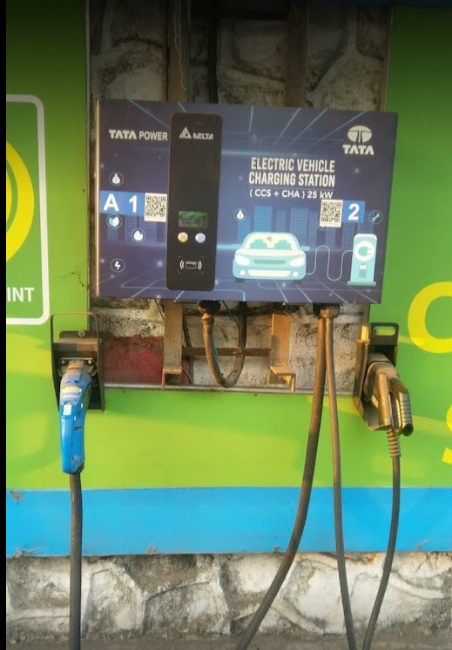 TATA POWER
DELTA
TATA
ELECTRIC VEHICLE
CHARGING STATION
( CCS + CHA ) 25 kW
A 1
2
INT